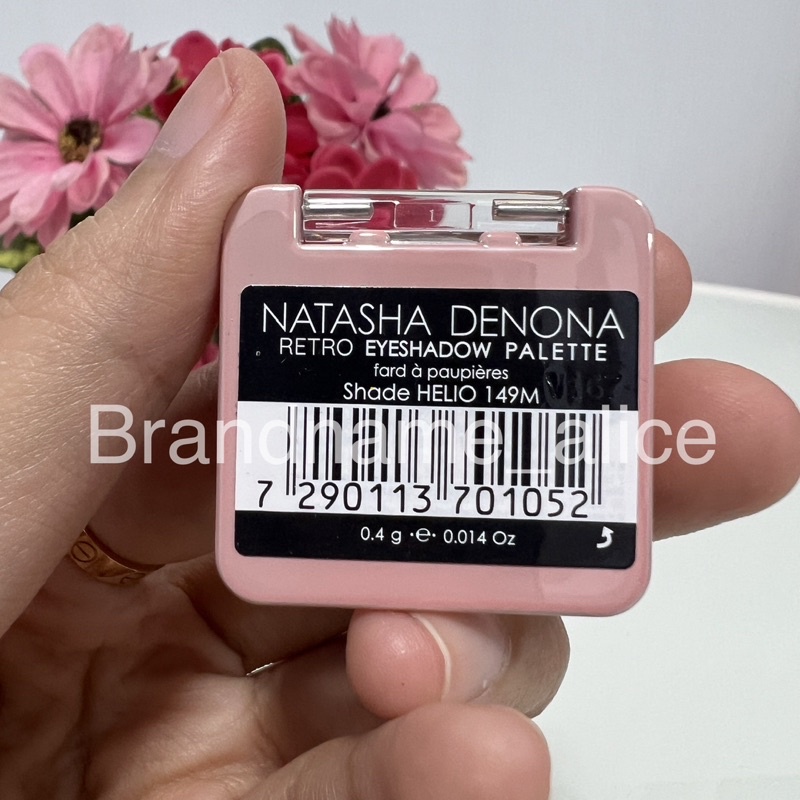 NATASHA DENONA
RETRO EYESHADOW PALETTE
fard à paupières
Shade HELIO 149M
Brandname_alice
7 290113 701052
0.4 g ·e· 0.014 Oz